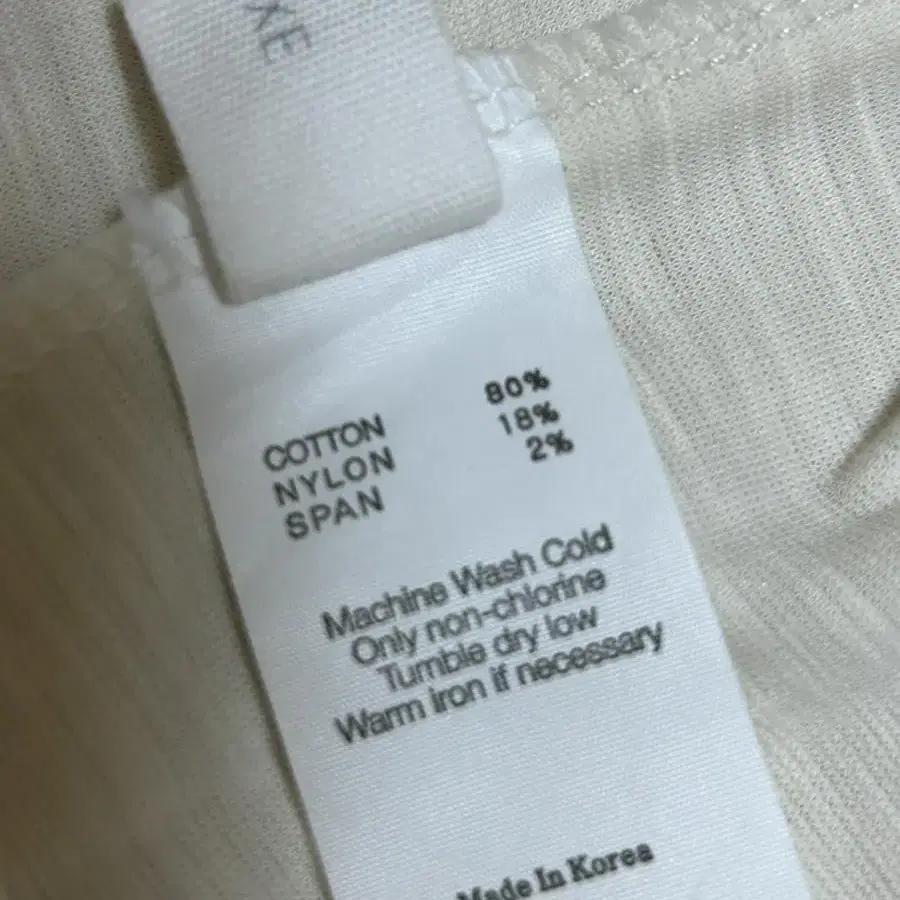 XE
COTTON 80%
NYLON 18%
SPAN 2%
Machine Wash Cold
Only non-chlorine
Tumble dry low
Warm iron if necessary
Made In Korea